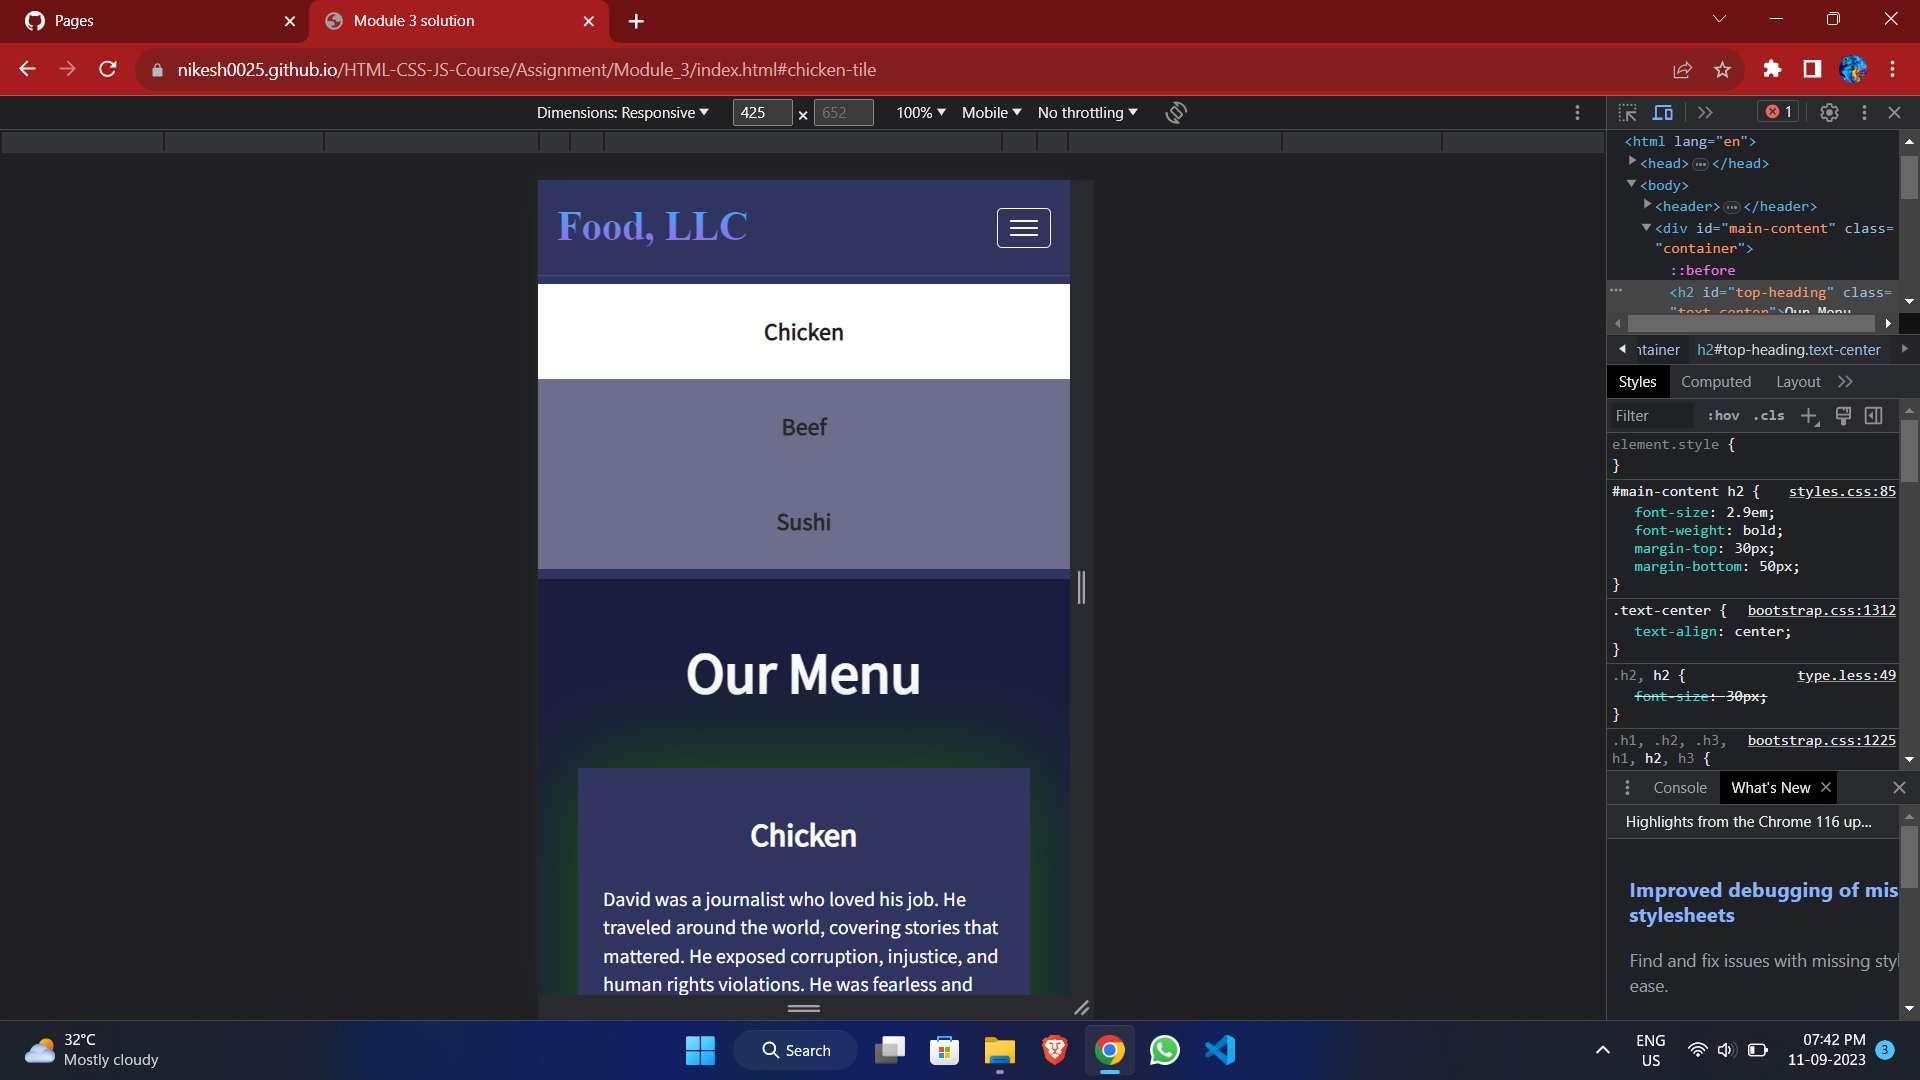 Pages
Module 3 solution
nikesh0025.github.io/HTML-CSS-JS-Course/Assignment/Module_3/index.html#chicken-tile
Dimensions: Responsive
425
×
652
100%
Mobile
No throttling
1
<html lang="en">
<head> </head>
<body>
<header> </header>
<div id="main-content" class=
"container">
::before
<h2 id="top-heading" class=
"text-center">Our Menu
ntainer
h2#top-heading.text-center
Styles
Computed
Layout
Filter
:hov
.cls
element.style {
}
#main-content h2 {
styles.css:85
font-size: 2.9em;
font-weight: bold;
margin-top: 30px;
margin-bottom: 50px;
}
.text-center {
bootstrap.css:1312
text-align: center;
}
.h2, h2 {
type.less:49
font-size: 30px;
}
.h1, .h2, .h3,
bootstrap.css:1225
h1, h2, h3 {
Console
What's New
Highlights from the Chrome 116 up...
Improved debugging of mis
stylesheets
Find and fix issues with missing styl
ease.
Food, LLC
Chicken
Beef
Sushi
Our Menu
Chicken
David was a journalist who loved his job. He
traveled around the world, covering stories that
mattered. He exposed corruption, injustice, and
human rights violations. He was fearless and
32°C
Mostly cloudy
Search
ENG
US
07:42 PM
11-09-2023
3